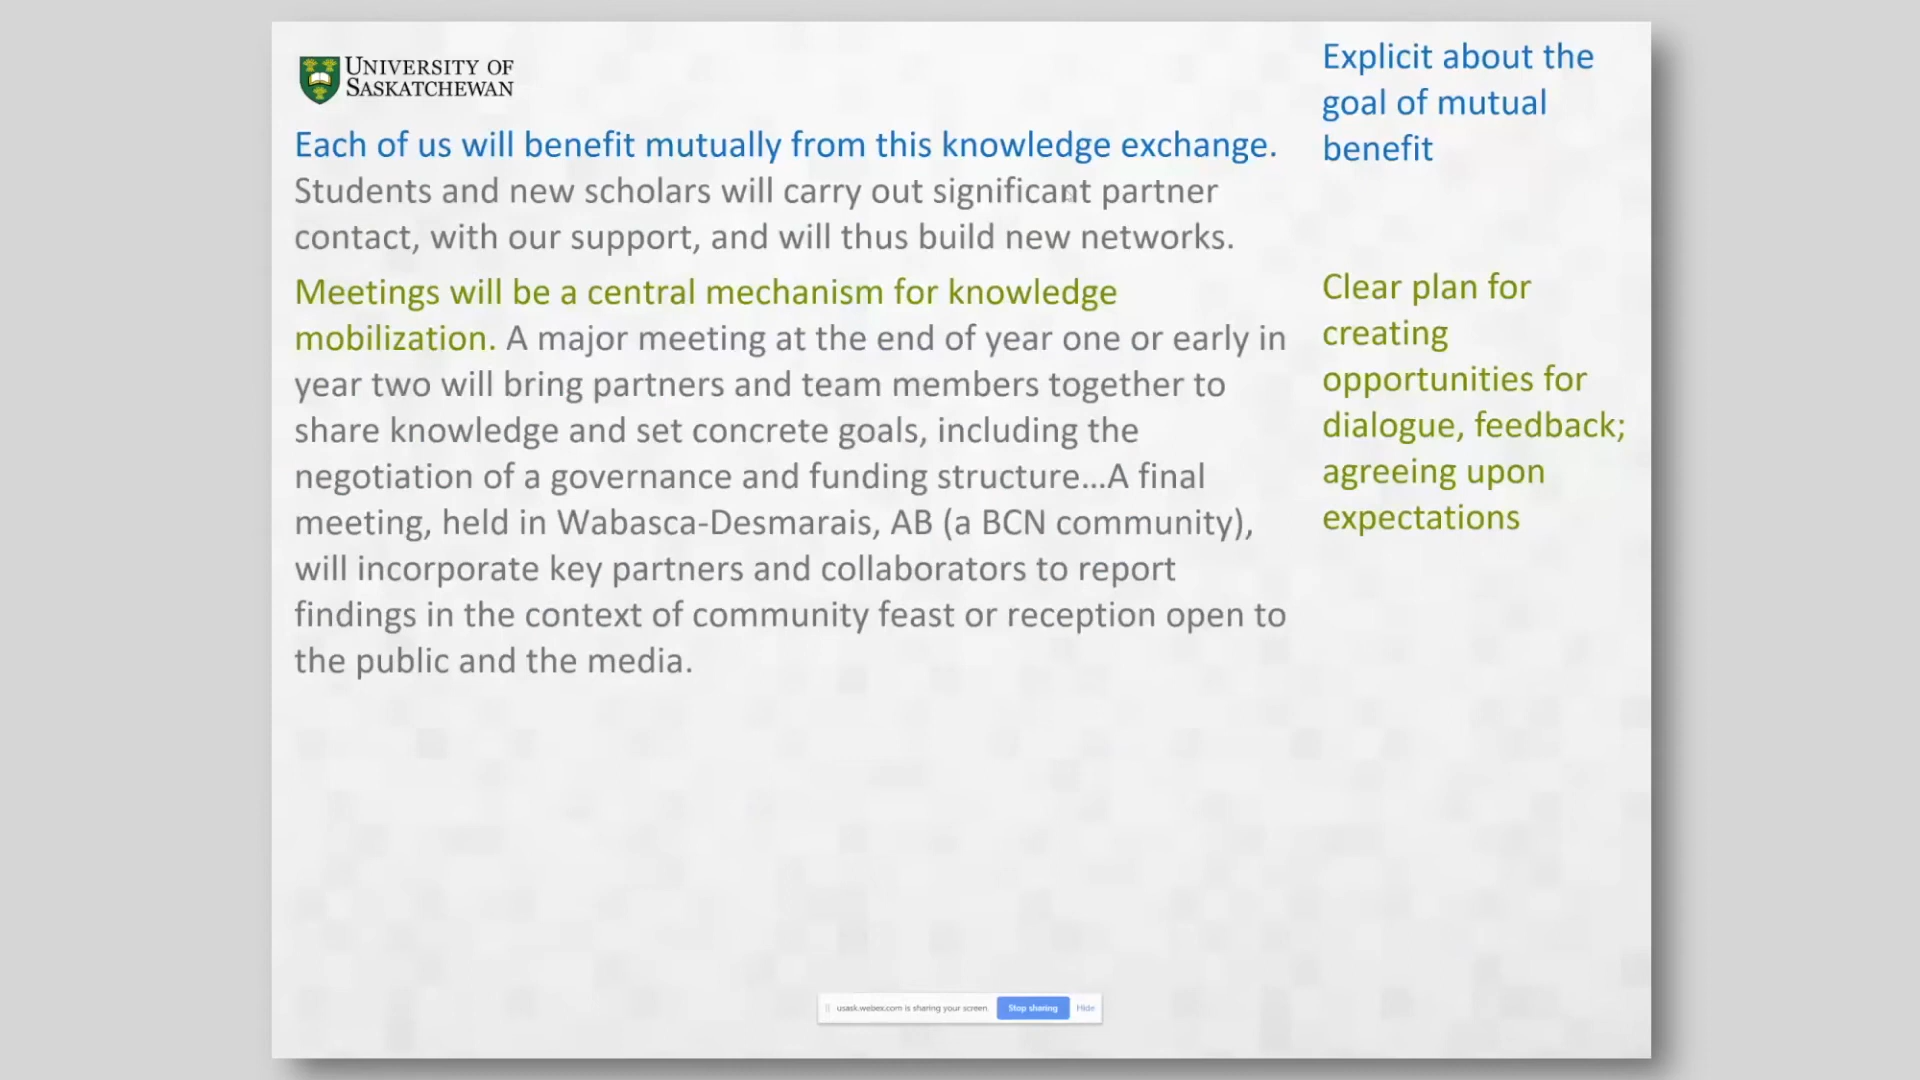 UNIVERSITY OF
SASKATCHEWAN
Each of us will benefit mutually from this knowledge exchange.
Students and new scholars will carry out significant partner
contact, with our support, and will thus build new networks.
Meetings will be a central mechanism for knowledge
mobilization. A major meeting at the end of year one or early in
year two will bring partners and team members together to
share knowledge and set concrete goals, including the
negotiation of a governance and funding structure...A final
meeting, held in Wabasca-Desmarais, AB (a BCN community),
will incorporate key partners and collaborators to report
findings in the context of community feast or reception open to
the public and the media.
Explicit about the
goal of mutual
benefit
Clear plan for
creating
opportunities for
dialogue, feedback;
agreeing upon
expectations
usask.webex.com is sharing your screen. Stop sharing Hide